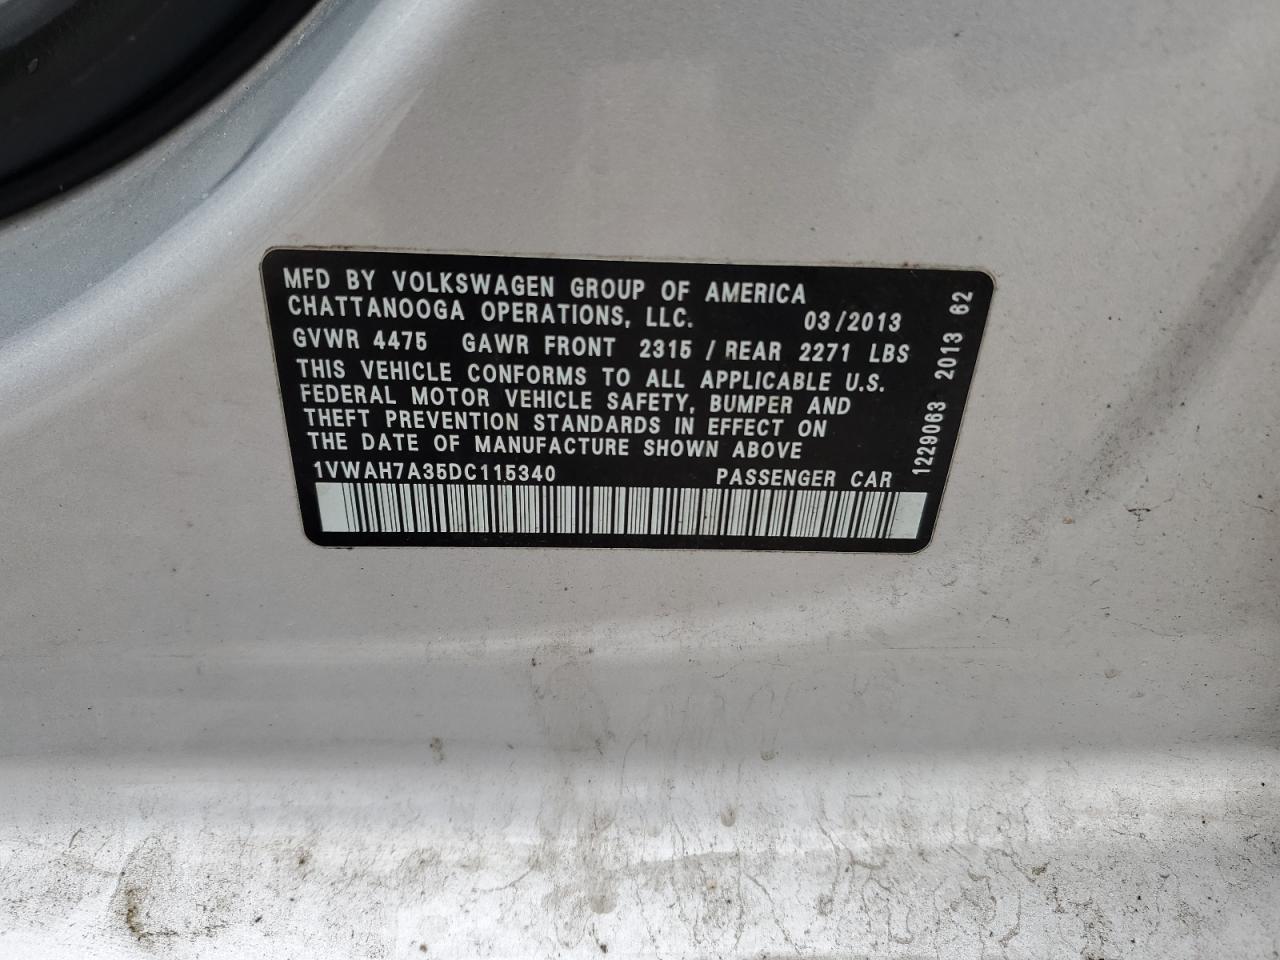 MFD BY VOLKSWAGEN GROUP OF AMERICA
CHATTANOOGA OPERATIONS, LLC. 03/2013
GVWR 4475 GAWR FRONT 2315 / REAR 2271 LBS
THIS VEHICLE CONFORMS TO ALL APPLICABLE U.S.
FEDERAL MOTOR VEHICLE SAFETY, BUMPER AND
THEFT PREVENTION STANDARDS IN EFFECT ON
THE DATE OF MANUFACTURE SHOWN ABOVE
1VWAH7A35DC115340 PASSENGER CAR
1229063 2013 62